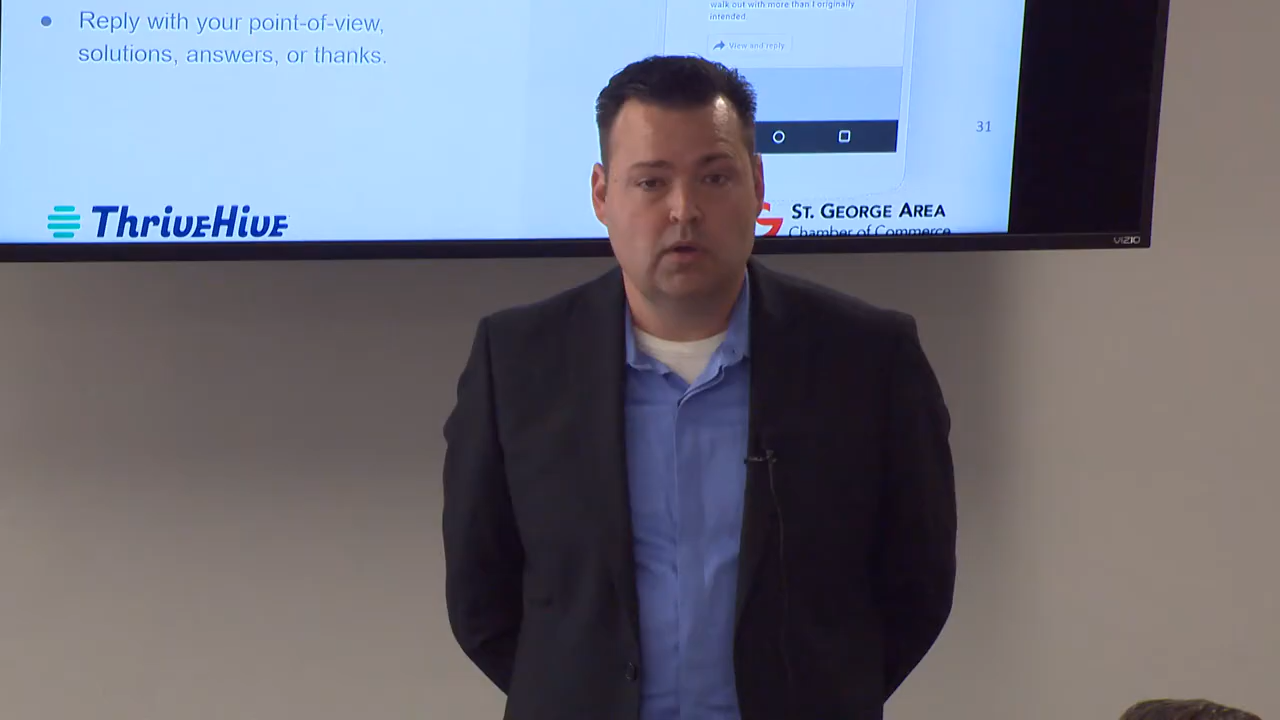 Reply with your point-of-view,
solutions, answers, or thanks.
walk out with more than I originally
intended.
View and reply
31
ThriveHive
ST. GEORGE AREA
Chamber of Commerce
VIZIO